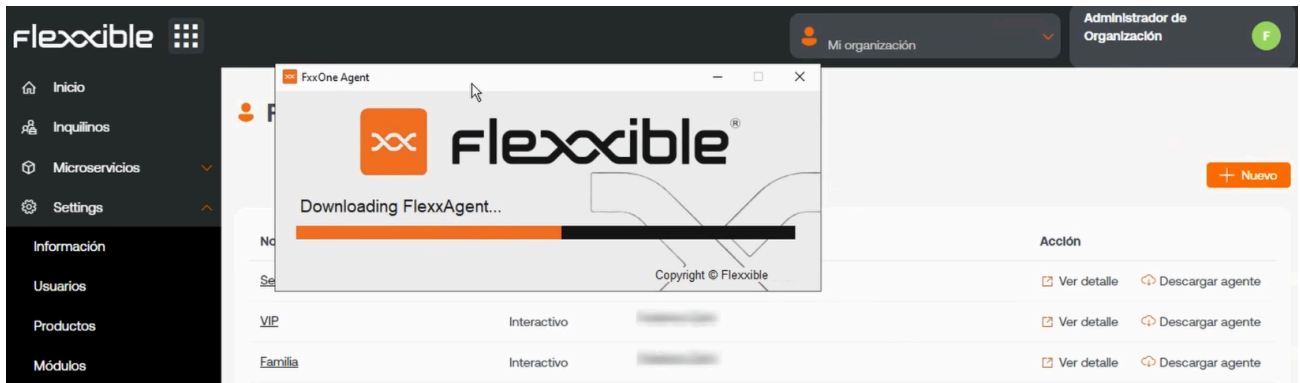 Flexxible
Mi organización
Administrador de
Organización
F
Inicio
Inquilinos
Microservicios
Settings
Información
Usuarios
Productos
Módulos
FxxOne Agent
Flexxible®
Downloading FlexxAgent...
Copyright © Flexxible
+ Nuevo
Acción
Ver detalle Descargar agente
VIP Interactivo Ver detalle Descargar agente
Familia Interactivo Ver detalle Descargar agente